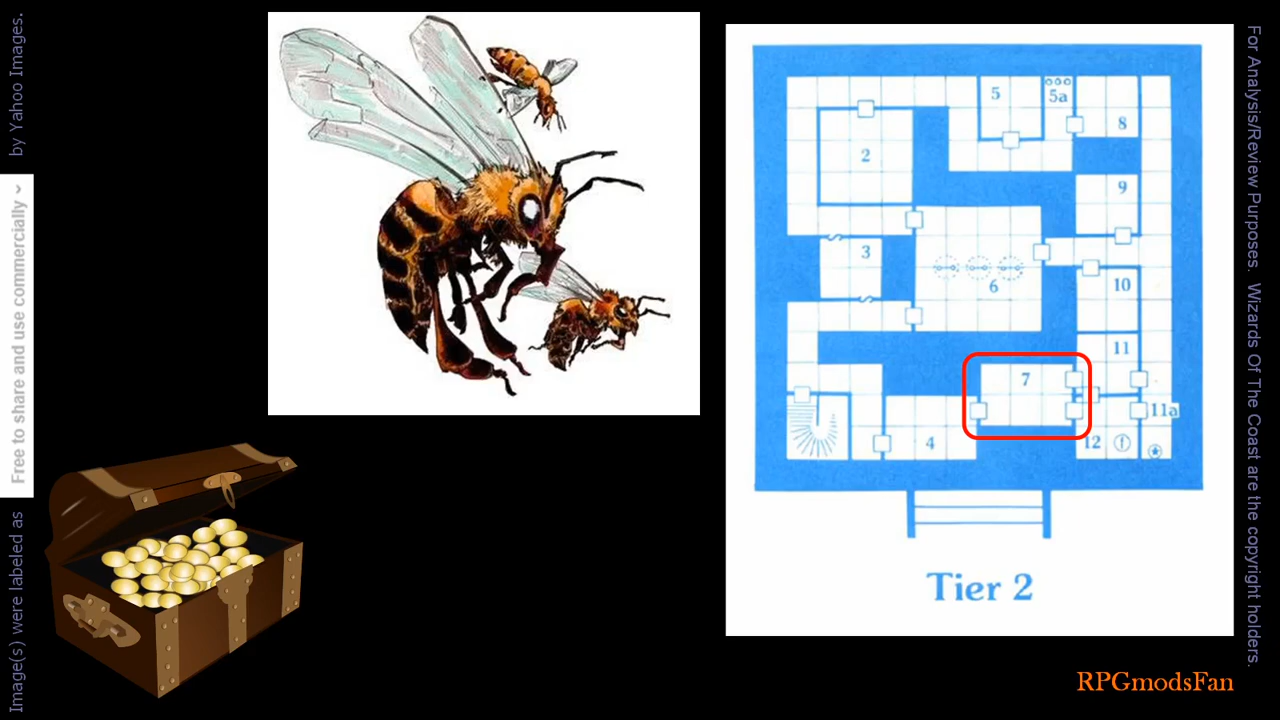 Image(s) were labeled as
Free to share and use commercially
by Yahoo Images.
5
5a
8
2
9
3
6
10
11
7
11a
4
12
Tier 2
For Analysis/Review Purposes. Wizards Of The Coast are the copyright holders.
RPGmodsFan